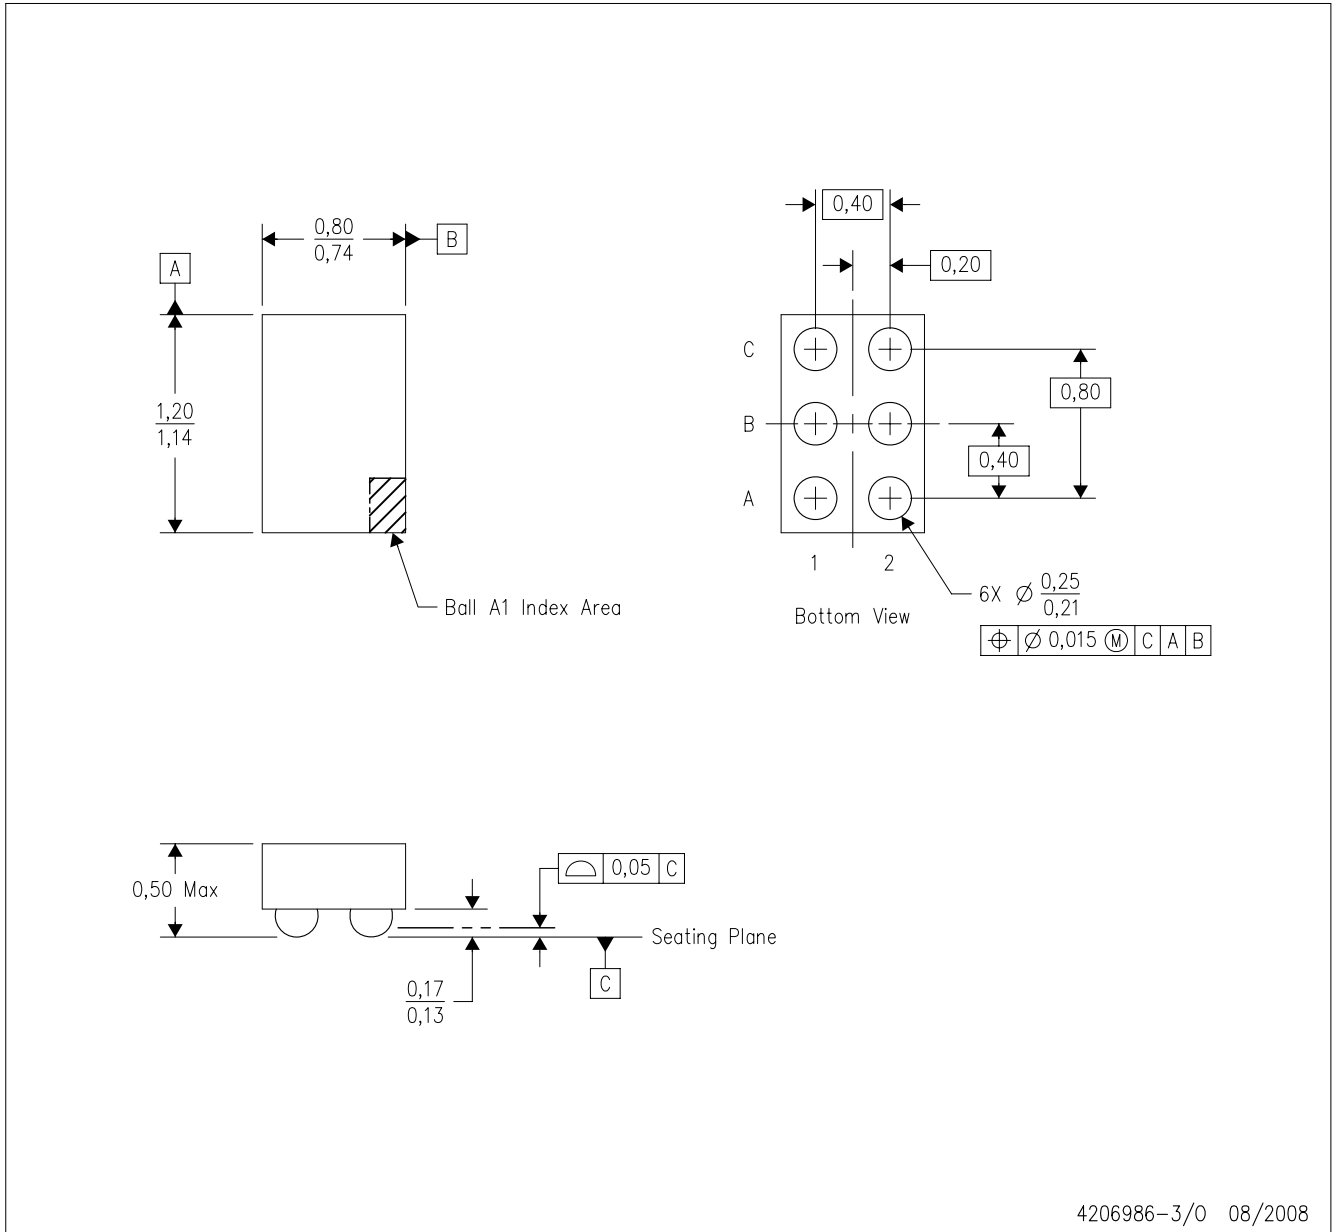 0,40
0,80
0,74
B
0,20
A
C
0,80
1,20
1,14
B
0,40
A
1 2
6X Ø 0,25
0,21
Ball A1 Index Area
Bottom View
⌖ Ø 0,015 Ⓜ C A B
0,05 C
0,50 Max
Seating Plane
C
0,17
0,13
4206986-3/O 08/2008